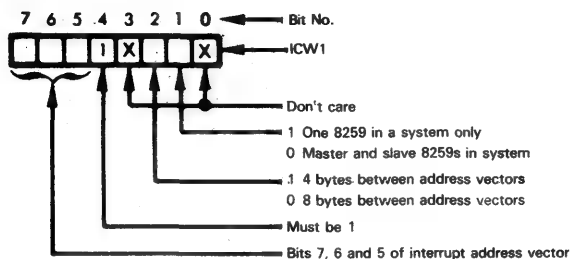 7 6 5 4 3 2 1 0 Bit No.
1 X X ICW1
Don't care
1 One 8259 in a system only
0 Master and slave 8259s in system
1 4 bytes between address vectors
0 8 bytes between address vectors
Must be 1
Bits 7, 6 and 5 of interrupt address vector